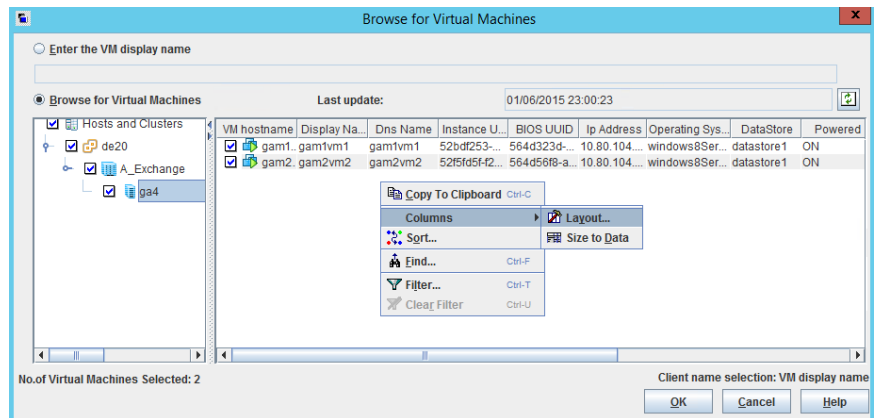 Browse for Virtual Machines
x
Enter the VM display name
Browse for Virtual Machines Last update: 01/06/2015 23:00:23
Hosts and Clusters
de20
A_Exchange
ga4
VM hostname Display Na... Dns Name Instance U... BIOS UUID Ip Address Operating Sys... DataStore Powered
gam1.. gam1vm1 gam1vm1 52bdf253-... 564d323d-... 10.80.104.... windows8Ser... datastore1 ON
gam2. gam2vm2 gam2vm2 52f5fd5f-f2... 564d56f8-a... 10.80.104.... windows8Ser... datastore1 ON
Copy To Clipboard Ctrl-C
Columns
Layout...
Size to Data
Sort...
Find... Ctrl-F
Filter... Ctrl-T
Clear Filter Ctrl-U
No.of Virtual Machines Selected: 2
Client name selection: VM display name
OK Cancel Help